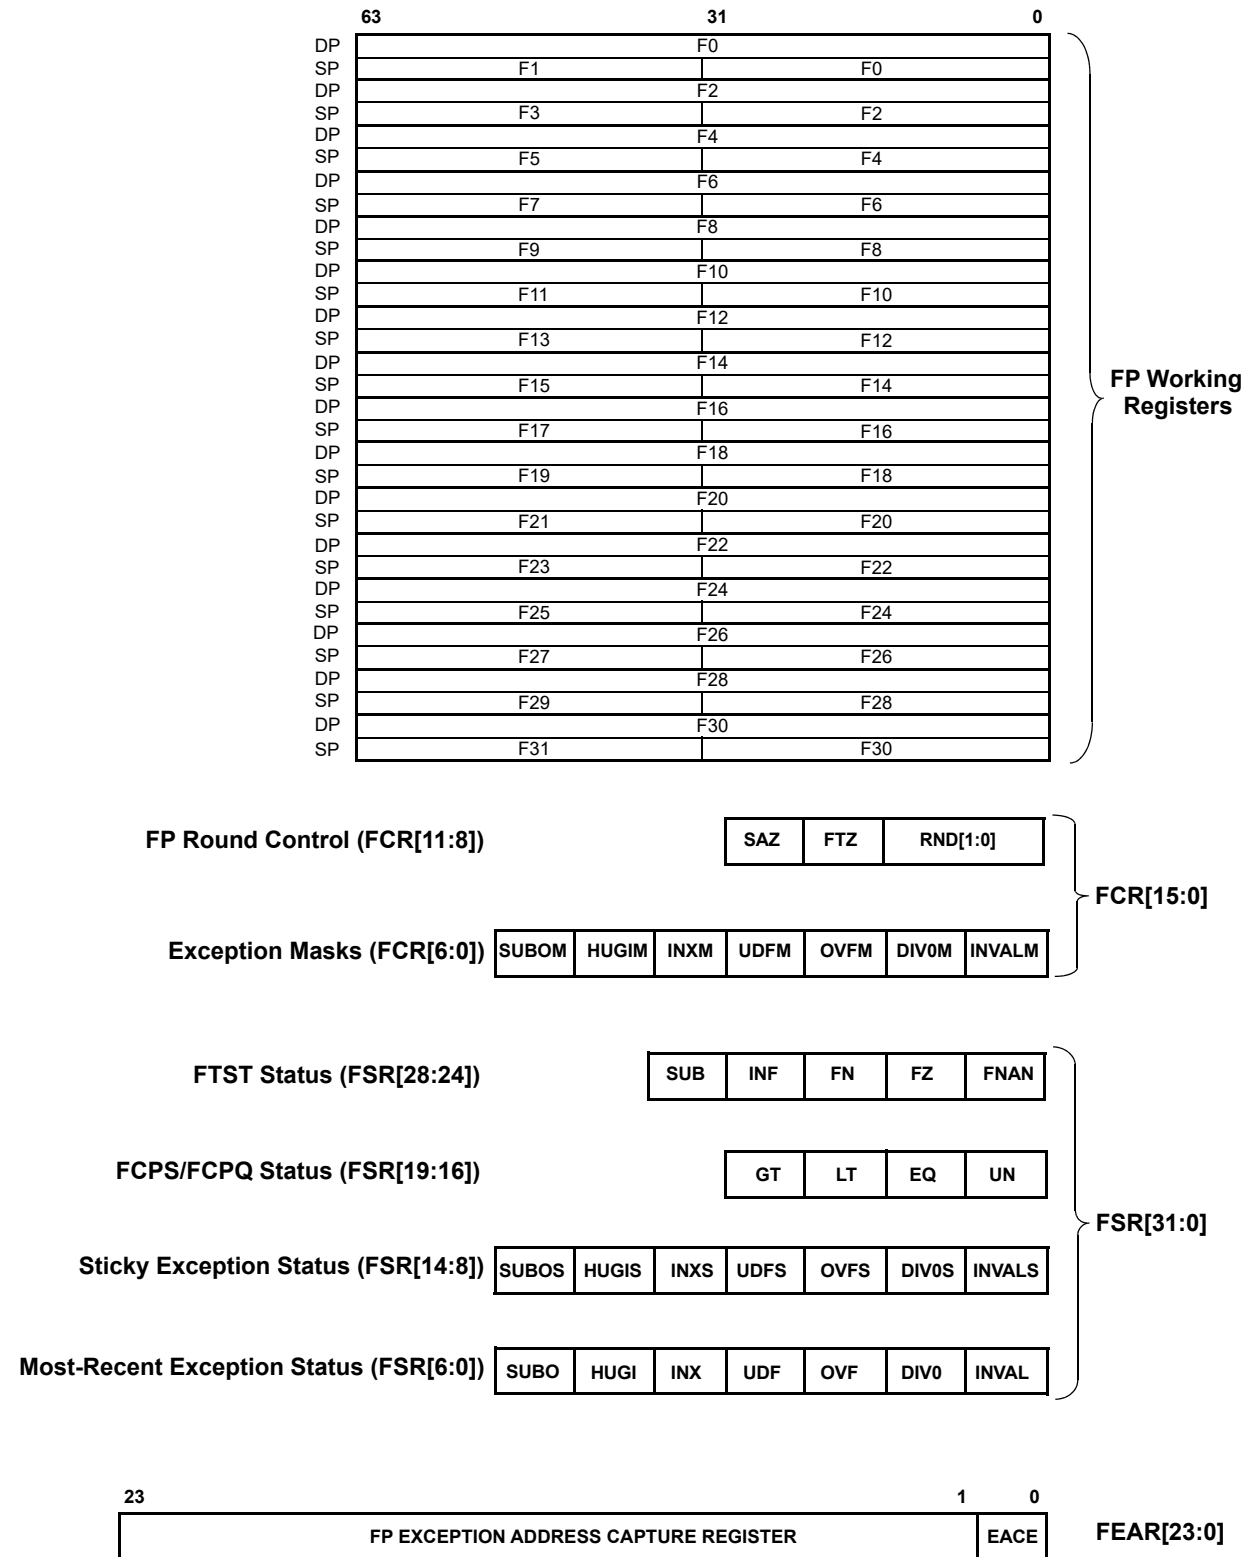 63 31 0
DP F0
SP F1 F0
DP F2
SP F3 F2
DP F4
SP F5 F4
DP F6
SP F7 F6
DP F8
SP F9 F8
DP F10
SP F11 F10
DP F12
SP F13 F12
DP F14
SP F15 F14
DP F16
SP F17 F16
DP F18
SP F19 F18
DP F20
SP F21 F20
DP F22
SP F23 F22
DP F24
SP F25 F24
DP F26
SP F27 F26
DP F28
SP F29 F28
DP F30
SP F31 F30
FP Working
Registers
FP Round Control (FCR[11:8]) SAZ FTZ RND[1:0]
FCR[15:0]
Exception Masks (FCR[6:0]) SUBOM HUGIM INXM UDFM OVFM DIV0M INVALM
FTST Status (FSR[28:24]) SUB INF FN FZ FNAN
FCPS/FCPQ Status (FSR[19:16]) GT LT EQ UN
FSR[31:0]
Sticky Exception Status (FSR[14:8]) SUBOS HUGIS INXS UDFS OVFS DIV0S INVALS
Most-Recent Exception Status (FSR[6:0]) SUBO HUGI INX UDF OVF DIV0 INVAL
23 1 0
FP EXCEPTION ADDRESS CAPTURE REGISTER EACE FEAR[23:0]